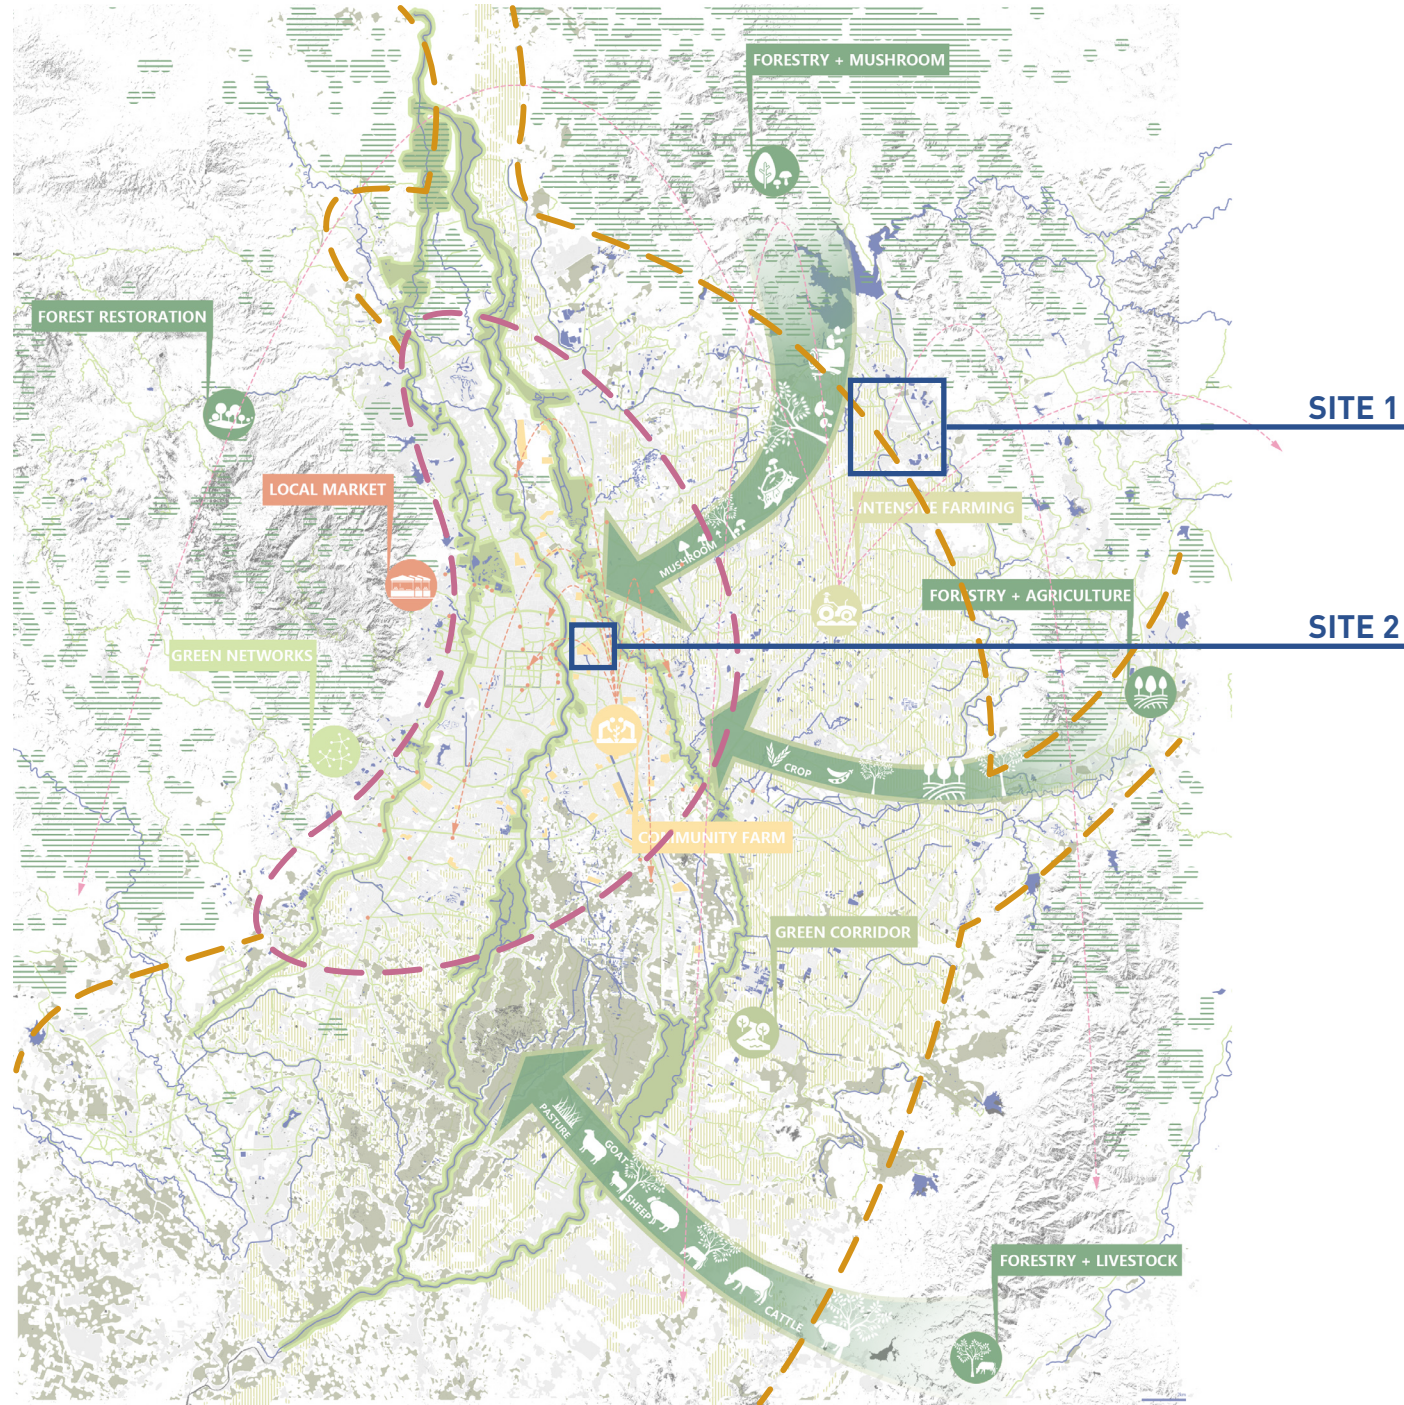 FORESTRY + MUSHROOM
FOREST RESTORATION
SITE 1
LOCAL MARKET
INTENSIVE FARMING
MUSHROOM
FORESTRY + AGRICULTURE
SITE 2
GREEN NETWORKS
CROP
COMMUNITY FARM
GREEN CORRIDOR
PASTURE
GOAT
SHEEP
FORESTRY + LIVESTOCK
CATTLE